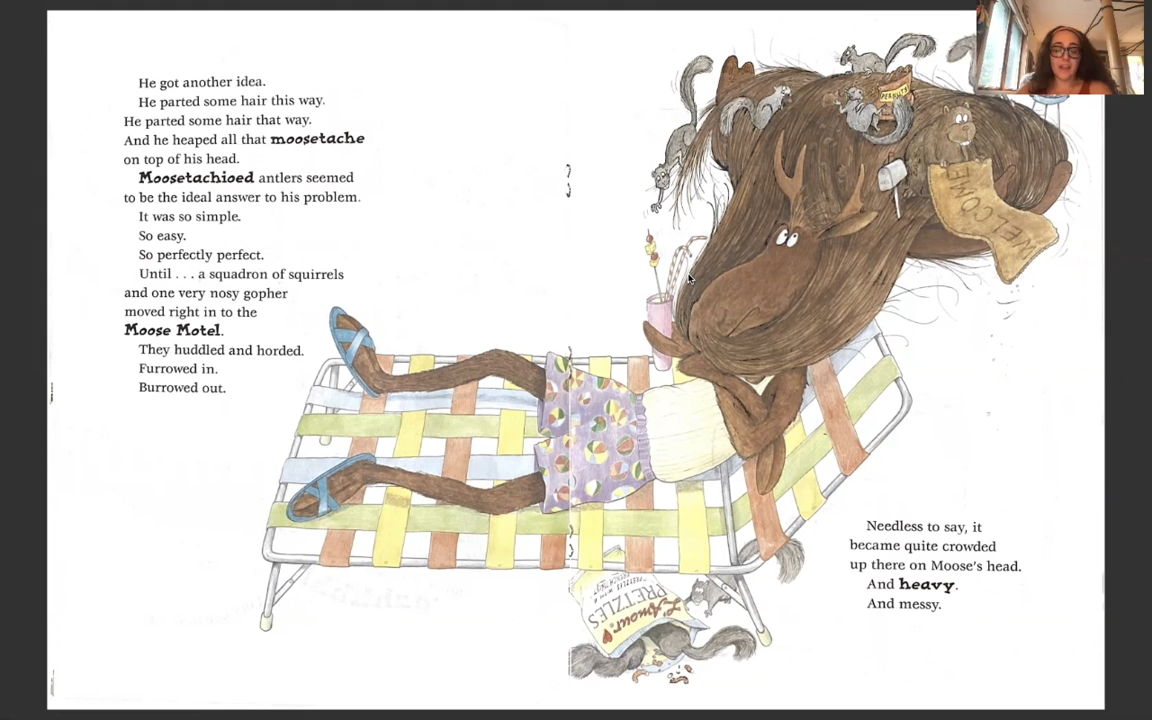 He got another idea.
He parted some hair this way.
He parted some hair that way.
And he heaped all that moosetache
on top of his head.
Moosetachioed antlers seemed
to be the ideal answer to his problem.
It was so simple.
So easy.
So perfectly perfect.
Until . . . a squadron of squirrels
and one very nosy gopher
moved right in to the
Moose Motel.
They huddled and horded.
Furrowed in.
Burrowed out.
PEANUTS
WELCOME
L'Amour
PRETZLES
Needless to say, it
became quite crowded
up there on Moose's head.
And heavy.
And messy.